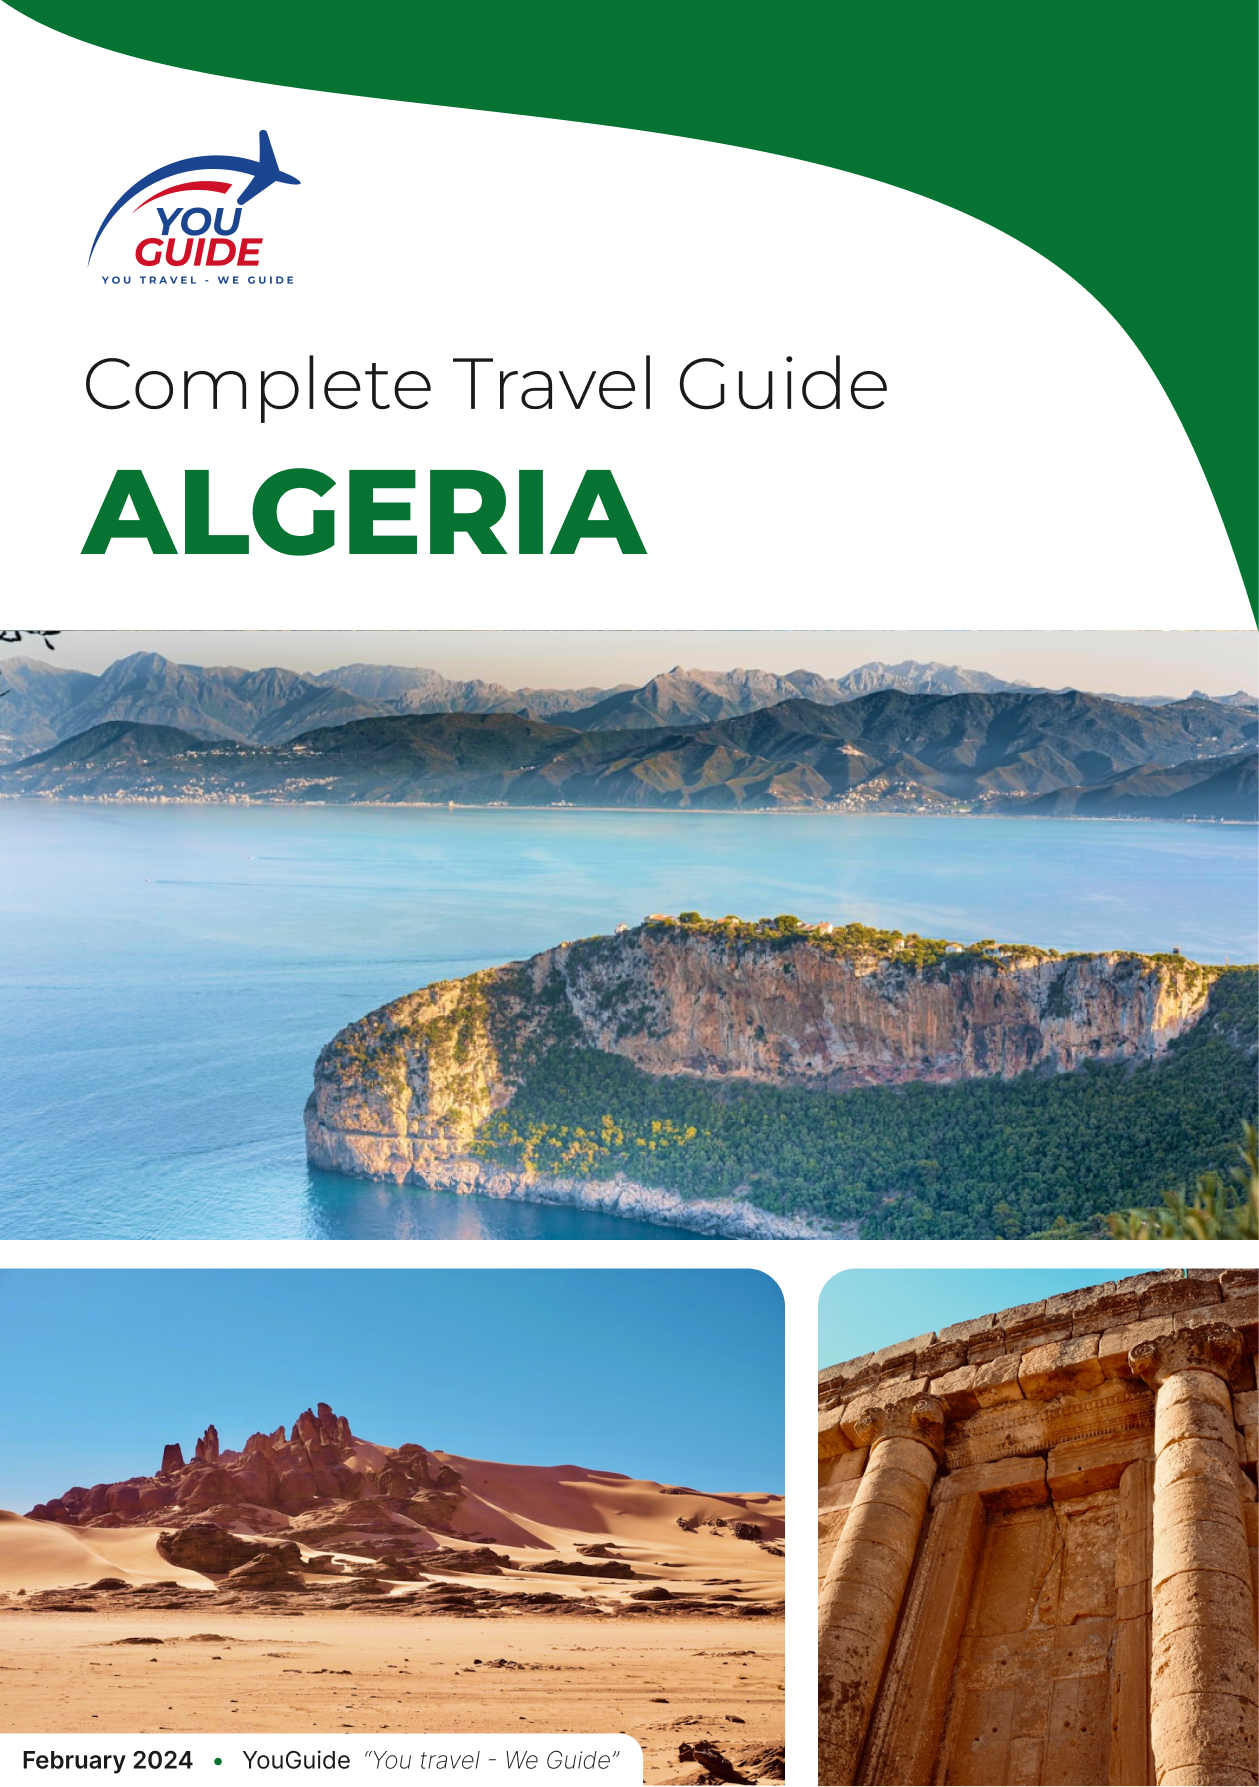 YOU
GUIDE
YOU TRAVEL - WE GUIDE
Complete Travel Guide
ALGERIA
February 2024 • YouGuide “You travel - We Guide”